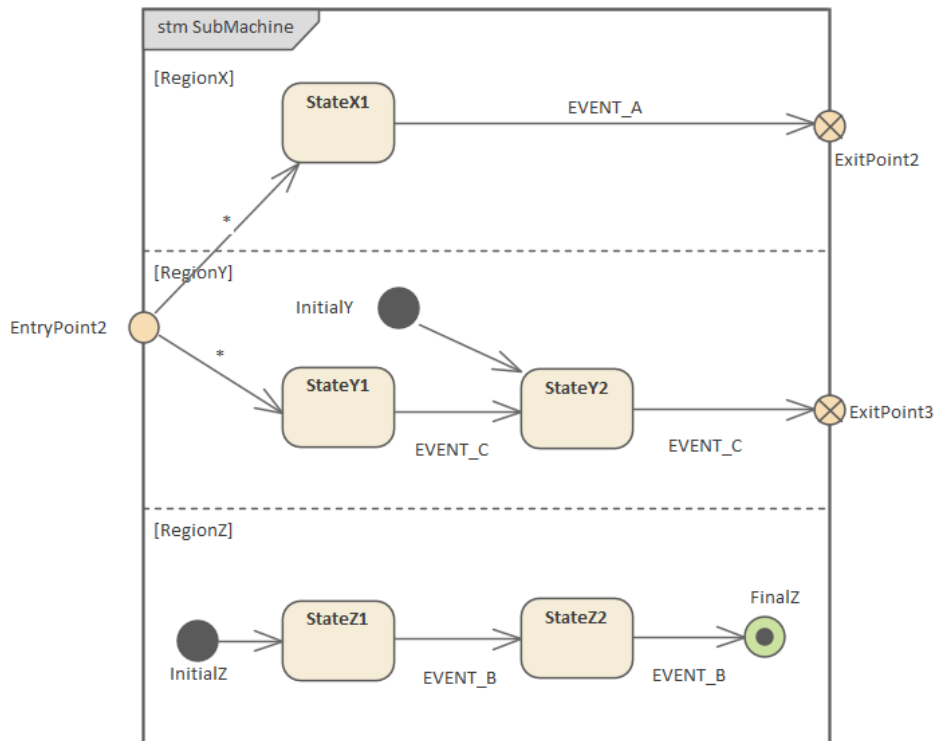 stm SubMachine
[RegionX]
StateX1
EVENT_A
ExitPoint2
*
[RegionY]
InitialY
EntryPoint2
*
StateY1
StateY2
ExitPoint3
EVENT_C
EVENT_C
[RegionZ]
StateZ1
StateZ2
FinalZ
InitialZ
EVENT_B
EVENT_B